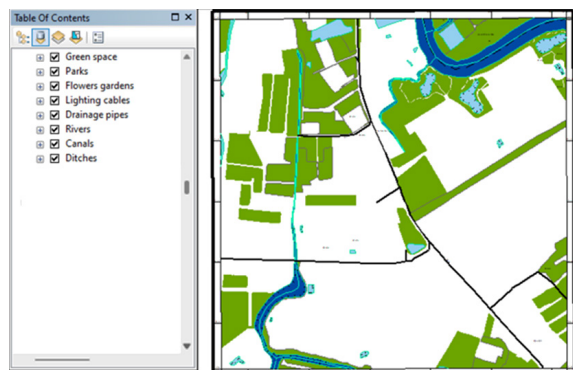 Table Of Contents
Green space
Parks
Flowers gardens
Lighting cables
Drainage pipes
Rivers
Canals
Ditches